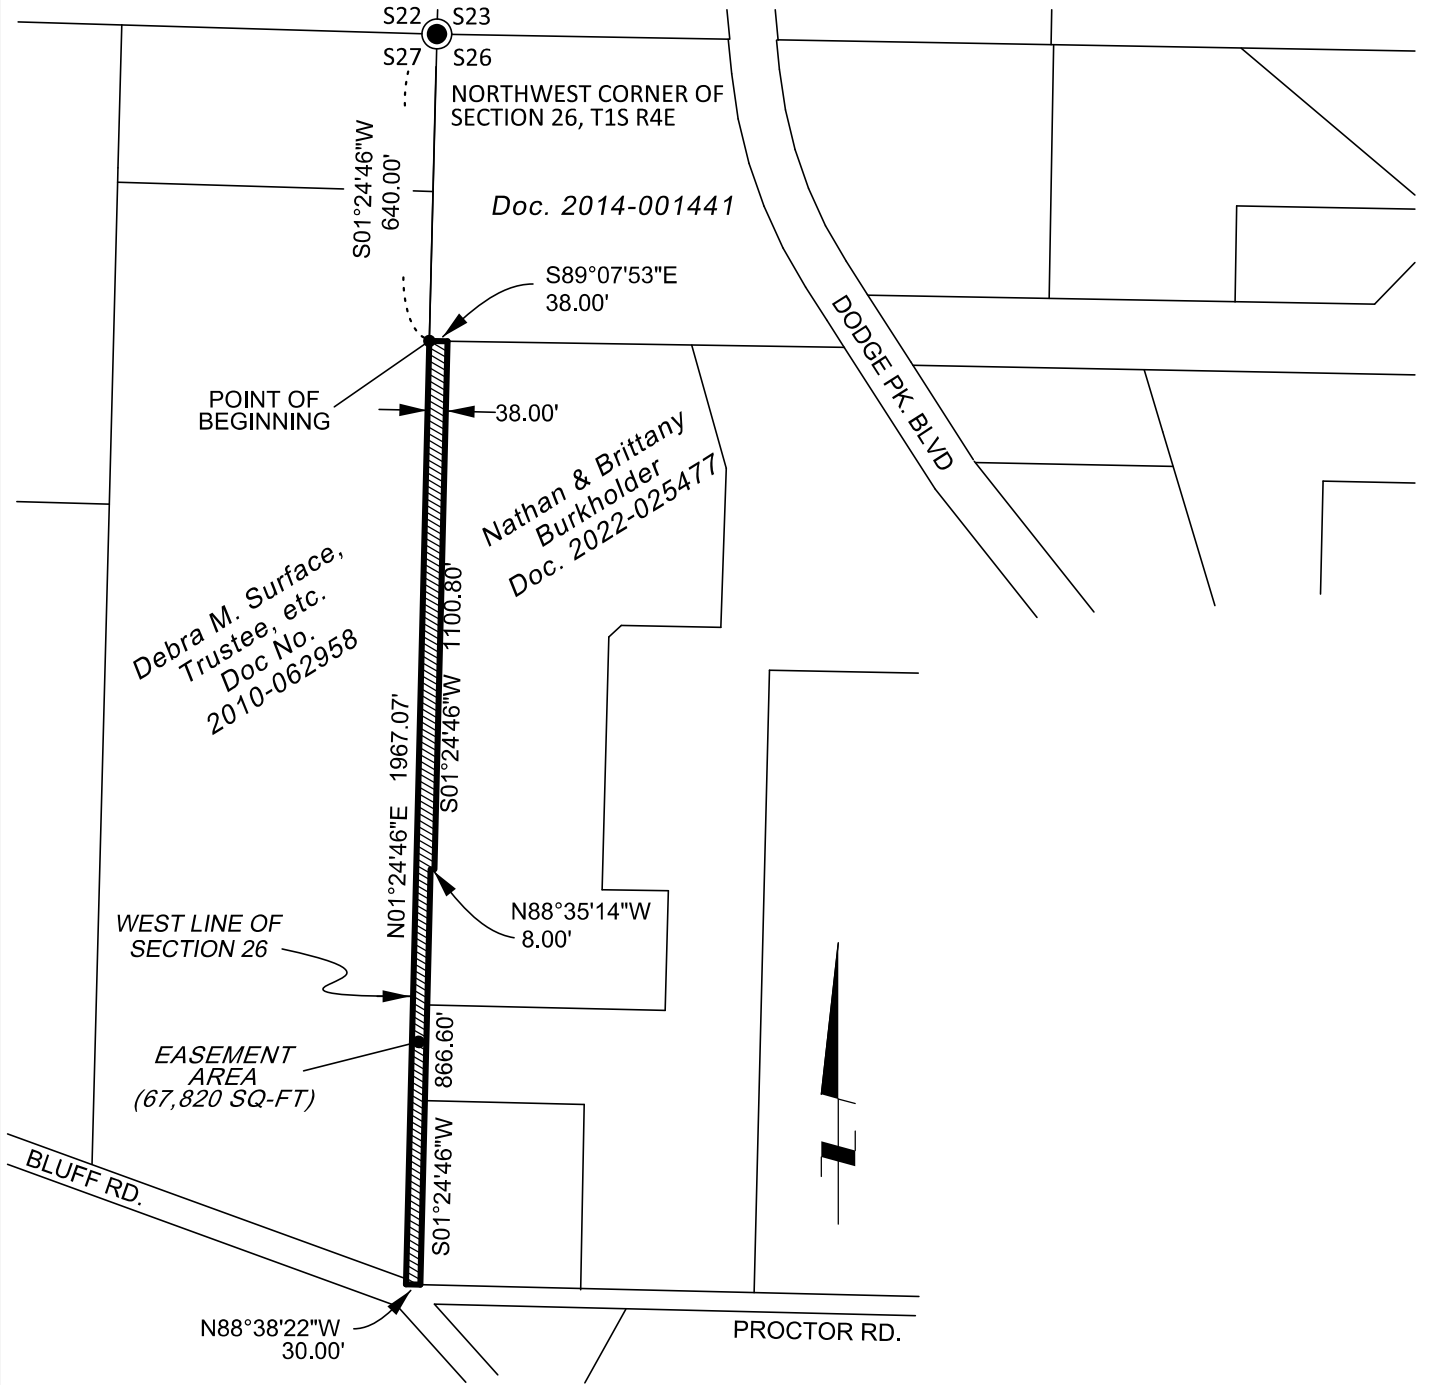 S22 S23
S27 S26
NORTHWEST CORNER OF
SECTION 26, T1S R4E
S01°24'46"W
640.00'
Doc. 2014-001441
S89°07'53"E
38.00'
DODGE PK. BLVD
POINT OF
BEGINNING
38.00'
Nathan & Brittany
Burkholder
Doc. 2022-025477
Debra M. Surface,
Trustee, etc.
Doc No.
2010-062958
S01°24'46"W 1100.80'
N01°24'46"E 1967.07'
N88°35'14"W
8.00'
WEST LINE OF
SECTION 26
EASEMENT
AREA
(67,820 SQ-FT)
S01°24'46"W 866.60'
BLUFF RD.
N88°38'22"W
30.00'
PROCTOR RD.